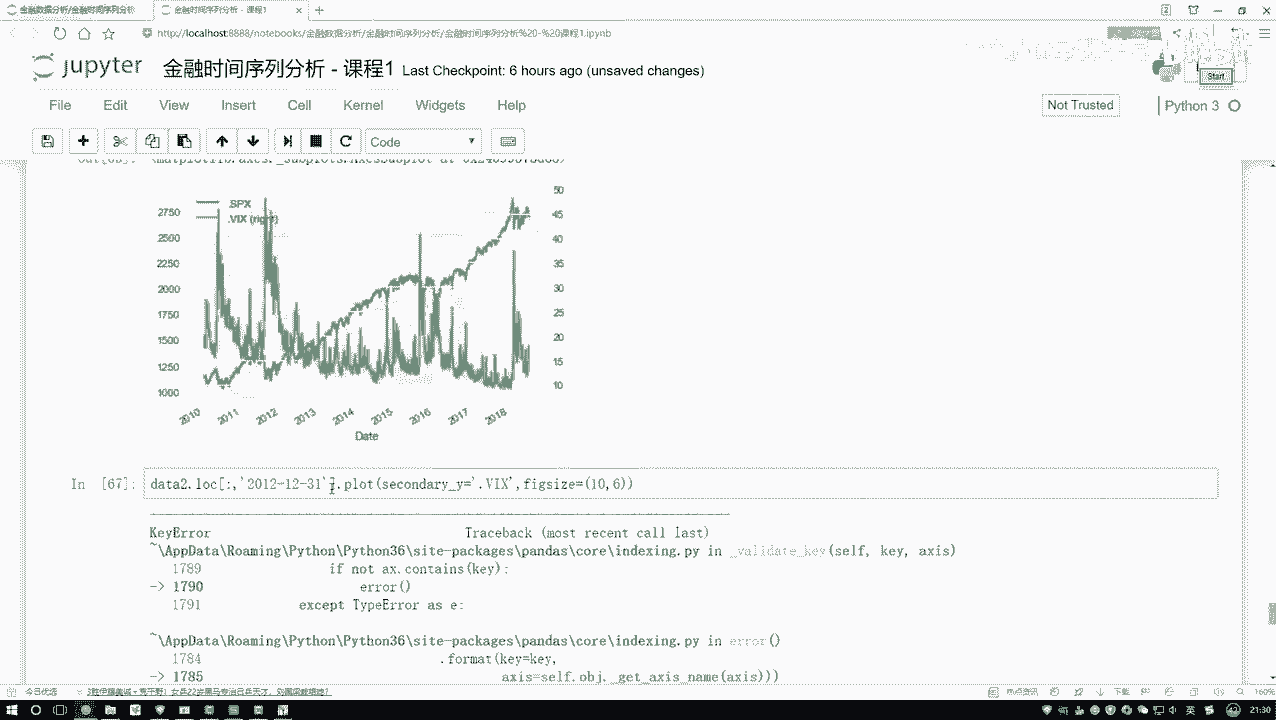 金融数据分析/金融时间序列分析
金融时间序列分析 - 课程1
http://localhost:8888/notebooks/金融数据分析/金融时间序列分析/金融时间序列分析%20-%20课程1.ipynb
jupyter 金融时间序列分析 - 课程1 Last Checkpoint: 6 hours ago (unsaved changes)
Start
File Edit View Insert Cell Kernel Widgets Help
Not Trusted
Python 3
Code
.SPX
.VIX (right)
2750
2500
2250
2000
1750
1500
1250
1000
50
45
40
35
30
25
20
15
10
2010 2011 2012 2013 2014 2015 2016 2017 2018
Date
In [67]: data2.loc[:,'2012-12-31'].plot(secondary_y='.VIX',figsize=(10,6))
KeyError Traceback (most recent call last)
~\AppData\Roaming\Python\Python36\site-packages\pandas\core\indexing.py in _validate_key(self, key, axis)
1789 if not ax.contains(key):
-> 1790 error()
1791 except TypeError as e:
~\AppData\Roaming\Python\Python36\site-packages\pandas\core\indexing.py in error()
1784 .format(key=key,
-> 1785 axis=self.obj._get_axis_name(axis)))
今日优选
热点资讯
下载
160%
英
21:30